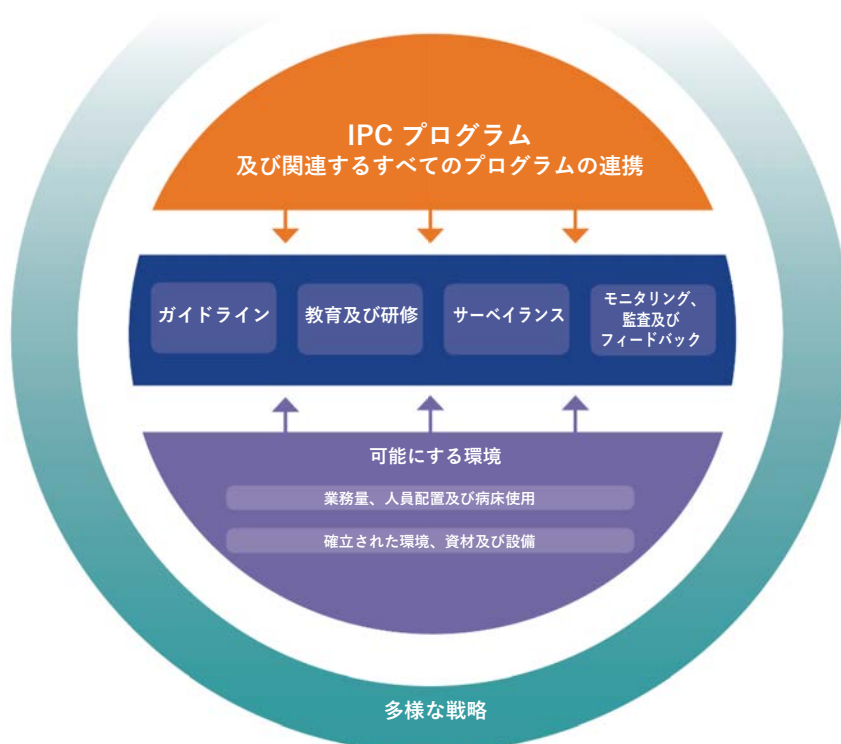 IPC プログラム
及び関連するすべてのプログラムの連携
ガイドライン
教育及び研修
サーベイランス
モニタリング、
監査及び
フィードバック
可能にする環境
業務量、人員配置及び病床使用
確立された環境、資材及び設備
多様な戦略